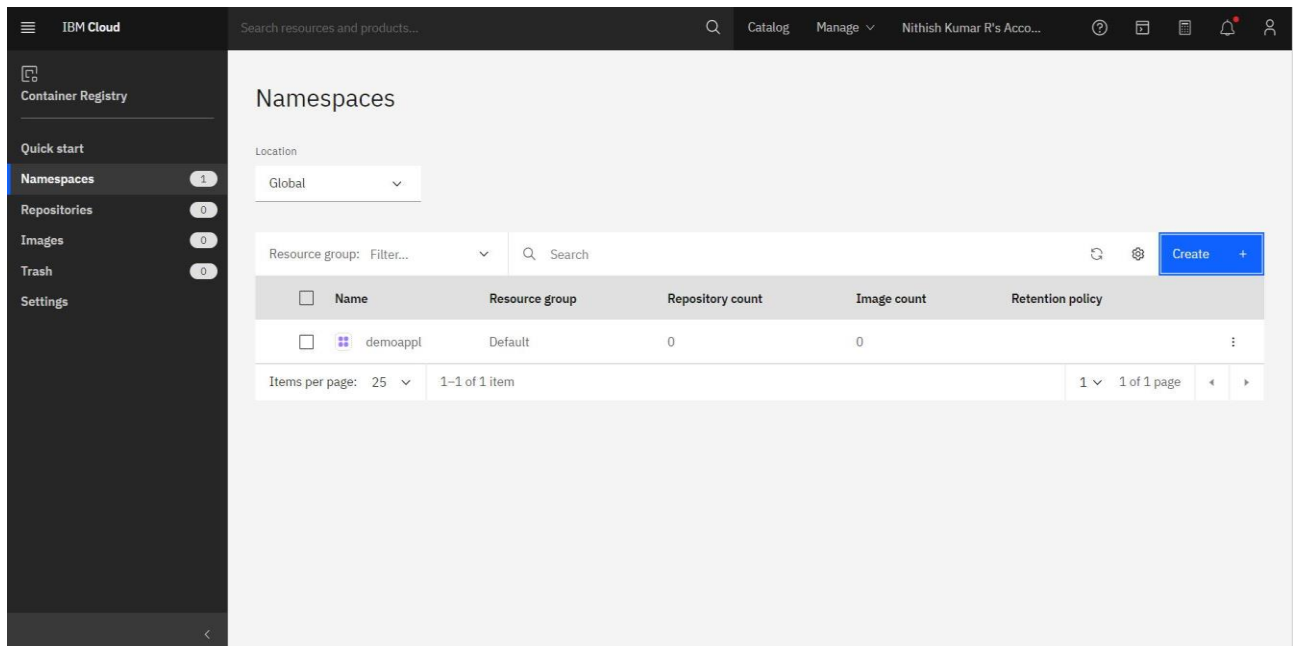 IBM Cloud
Search resources and products...
Catalog
Manage
Nithish Kumar R's Acco...
Container Registry
Quick start
Namespaces 1
Repositories 0
Images 0
Trash 0
Settings
Namespaces
Location
Global
Resource group: Filter...
Search
Create +
Name Resource group Repository count Image count Retention policy
demoappl Default 0 0
Items per page: 25 1–1 of 1 item 1 1 of 1 page